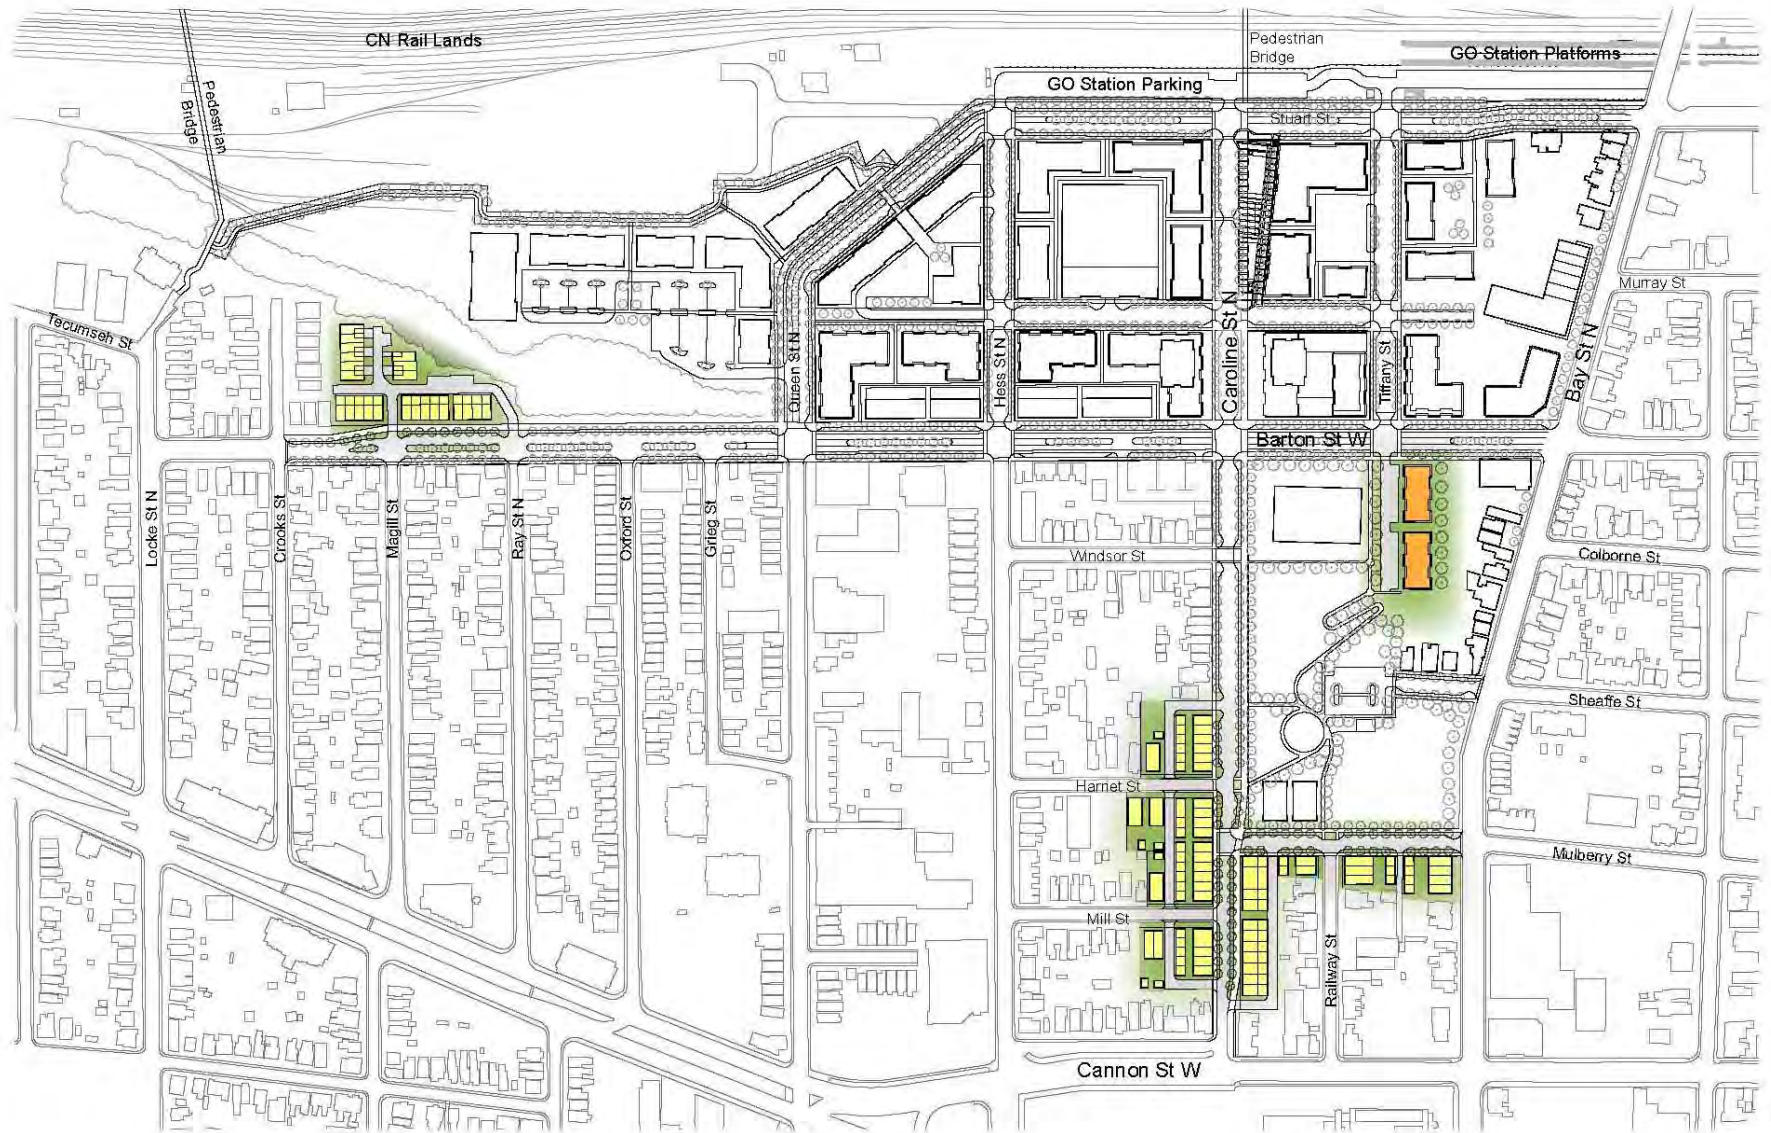 CN Rail Lands
Pedestrian
Bridge
GO Station Platforms
Pedestrian
Bridge
GO Station Parking
Stuart St
Murray St
Tecumseh St
Queen St N
Hess St N
Caroline St N
Tiffany St
Bay St N
Barton St W
Locke St N
Crooks St
Magill St
Ray St N
Oxford St
Grieg St
Windsor St
Colborne St
Sheaffe St
Harriet St
Mulberry St
Mill St
Railway St
Cannon St W